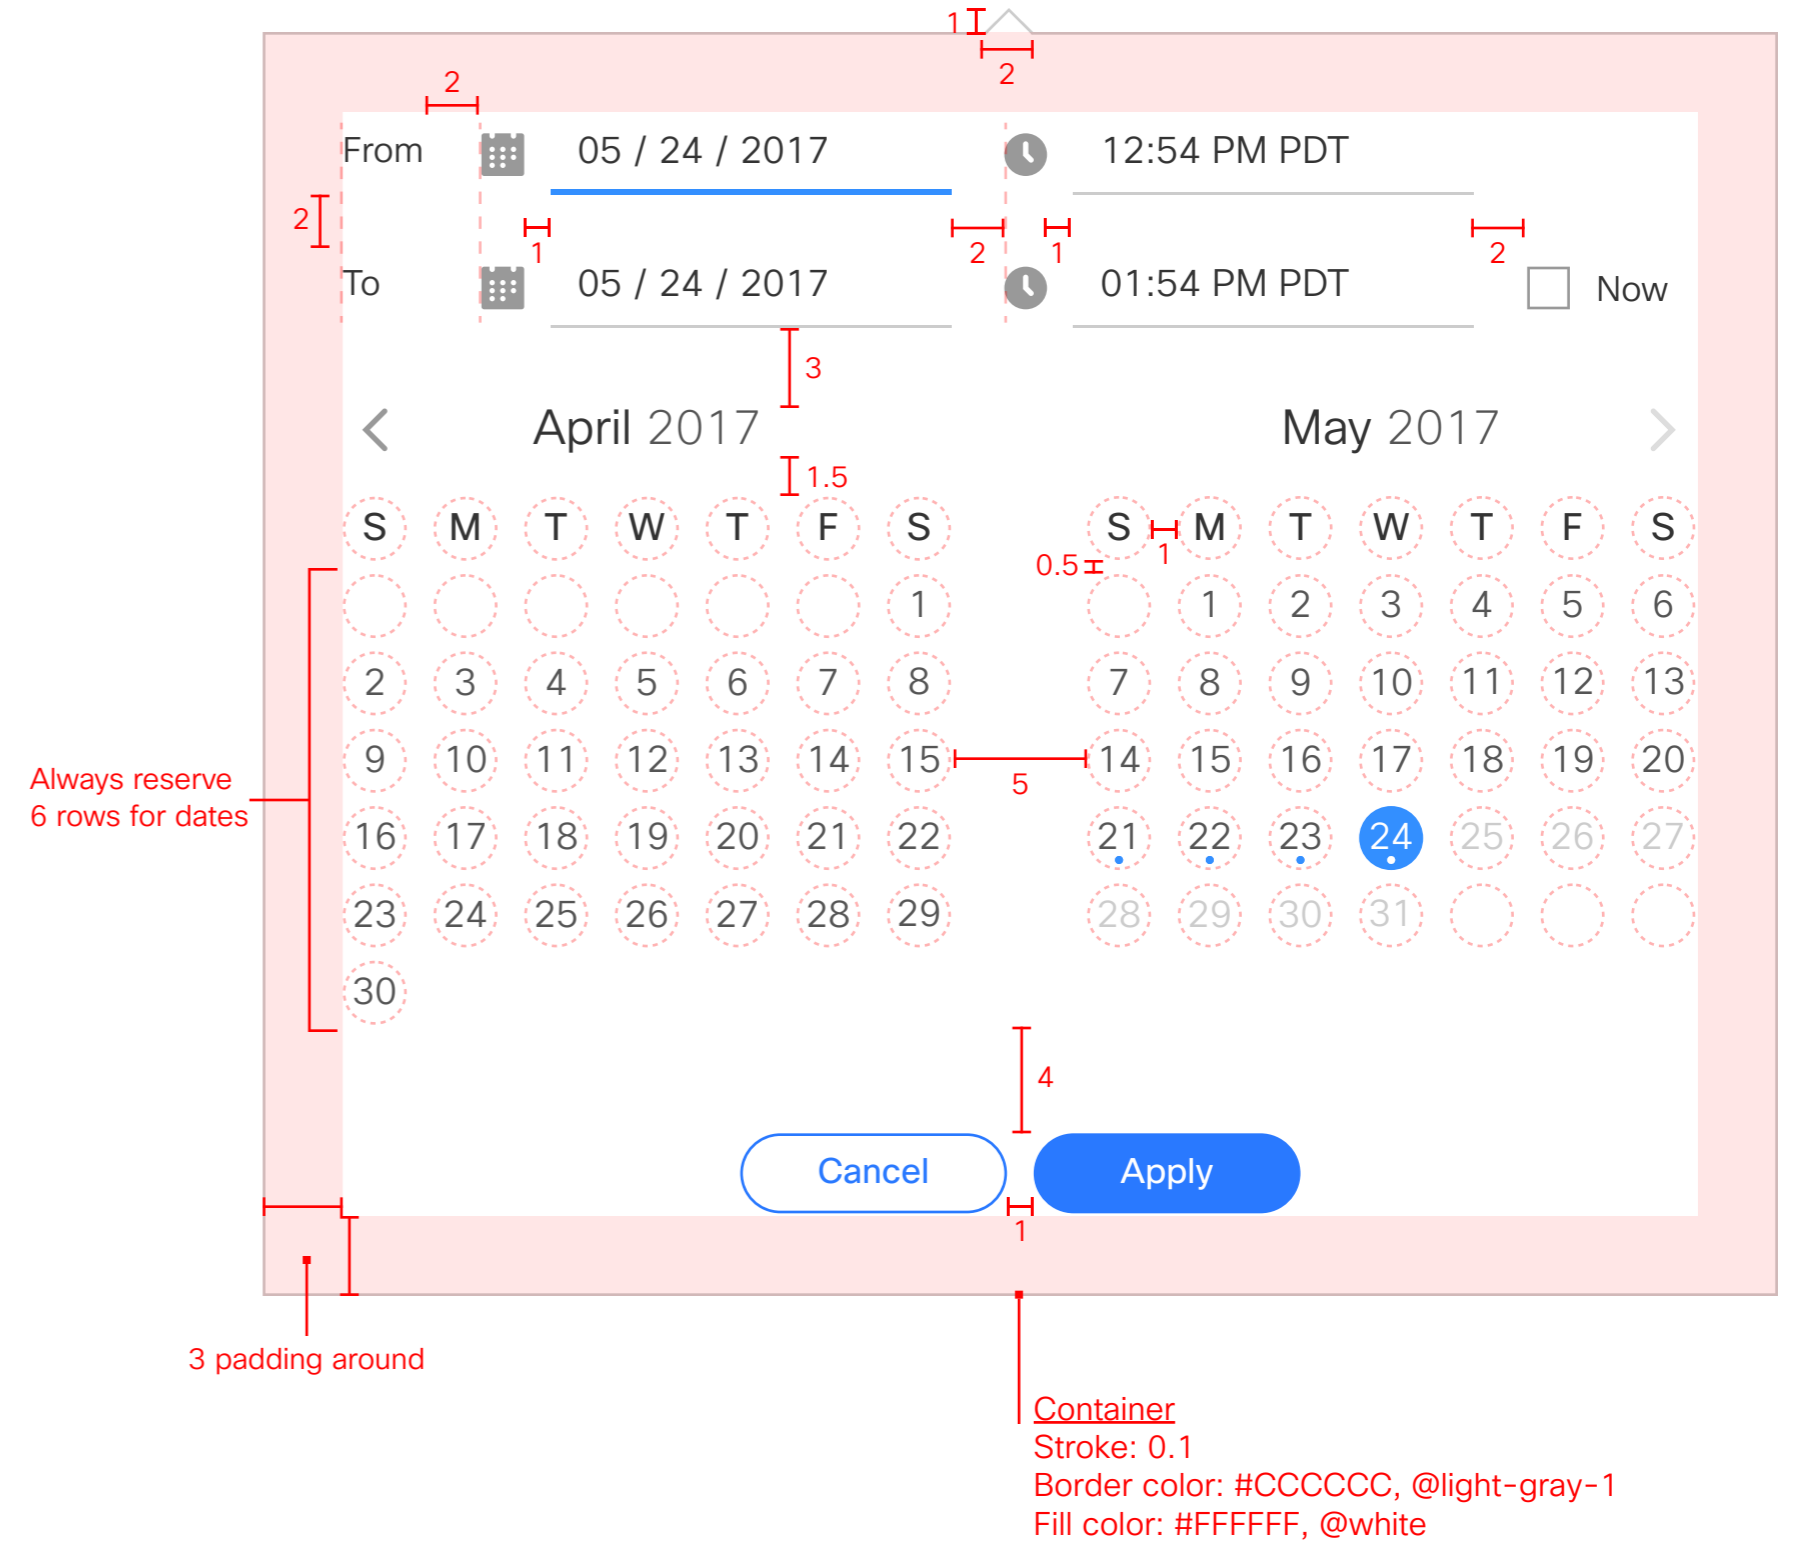 1
2
2
From 05 / 24 / 2017 12:54 PM PDT
2
1 2 1 2
To 05 / 24 / 2017 01:54 PM PDT Now
3
April 2017 May 2017
1.5
S M T W T F S S M T W T F S
1
0.5
1 1 2 3 4 5 6
2 3 4 5 6 7 8 7 8 9 10 11 12 13
9 10 11 12 13 14 15 14 15 16 17 18 19 20
5
Always reserve
6 rows for dates
16 17 18 19 20 21 22 21 22 23 24 25 26 27
23 24 25 26 27 28 29 28 29 30 31
30
4
Cancel Apply
1
3 padding around
Container
Stroke: 0.1
Border color: #CCCCCC, @light-gray-1
Fill color: #FFFFFF, @white